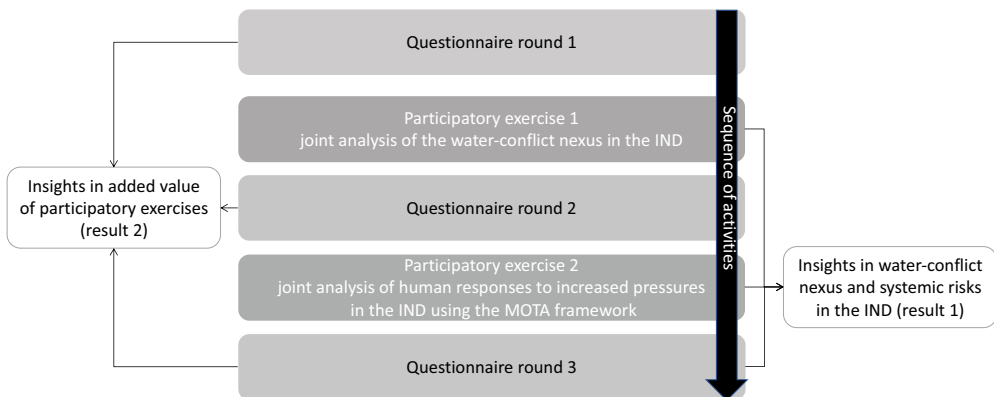 Questionnaire round 1
Participatory exercise 1
joint analysis of the water-conflict nexus in the IND
Sequence of activities
Insights in added value
of participatory exercises
(result 2)
Questionnaire round 2
Participatory exercise 2
joint analysis of human responses to increased pressures
in the IND using the MOTA framework
Insights in water-conflict
nexus and systemic risks
in the IND (result 1)
Questionnaire round 3